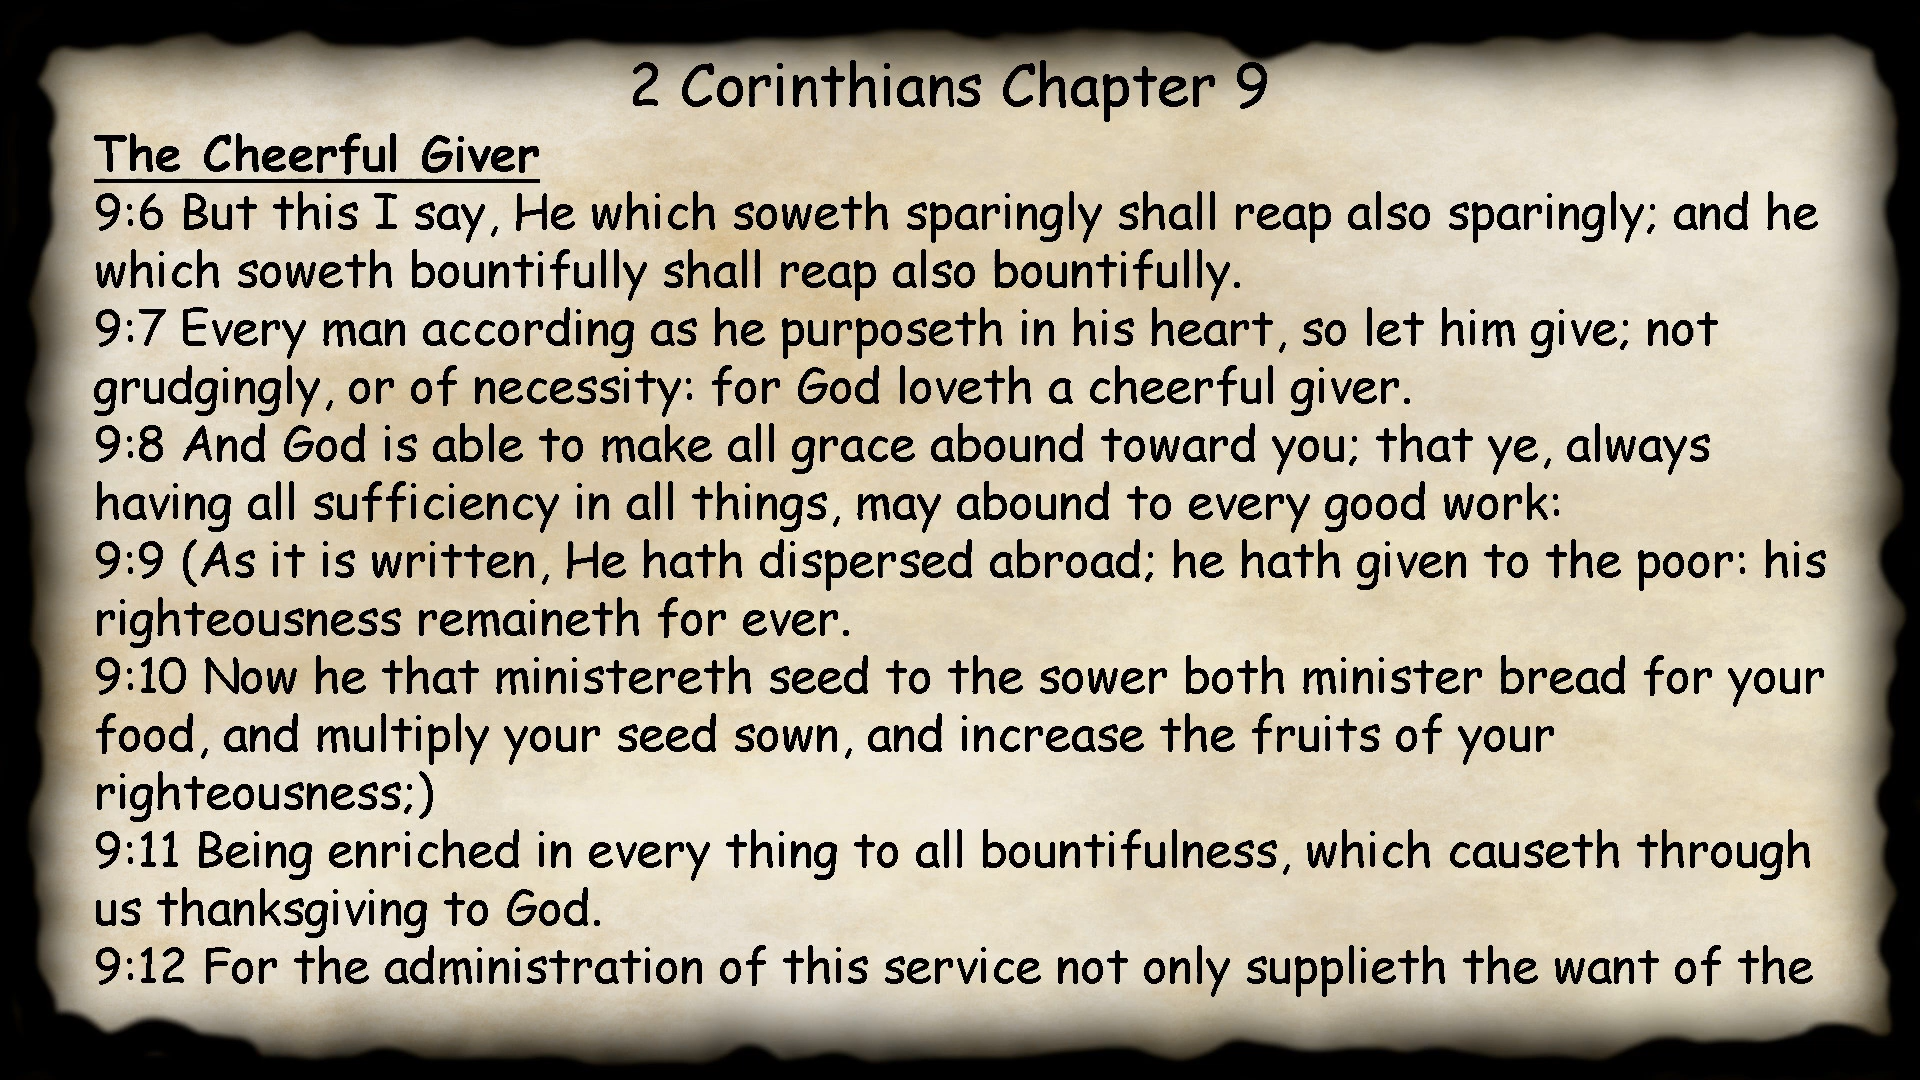 2 Corinthians Chapter 9
The Cheerful Giver
9:6 But this I say, He which soweth sparingly shall reap also sparingly; and he
which soweth bountifully shall reap also bountifully.
9:7 Every man according as he purposeth in his heart, so let him give; not
grudgingly, or of necessity: for God loveth a cheerful giver.
9:8 And God is able to make all grace abound toward you; that ye, always
having all sufficiency in all things, may abound to every good work:
9:9 (As it is written, He hath dispersed abroad; he hath given to the poor: his
righteousness remaineth for ever.
9:10 Now he that ministereth seed to the sower both minister bread for your
food, and multiply your seed sown, and increase the fruits of your
righteousness;)
9:11 Being enriched in every thing to all bountifulness, which causeth through
us thanksgiving to God.
9:12 For the administration of this service not only supplieth the want of the